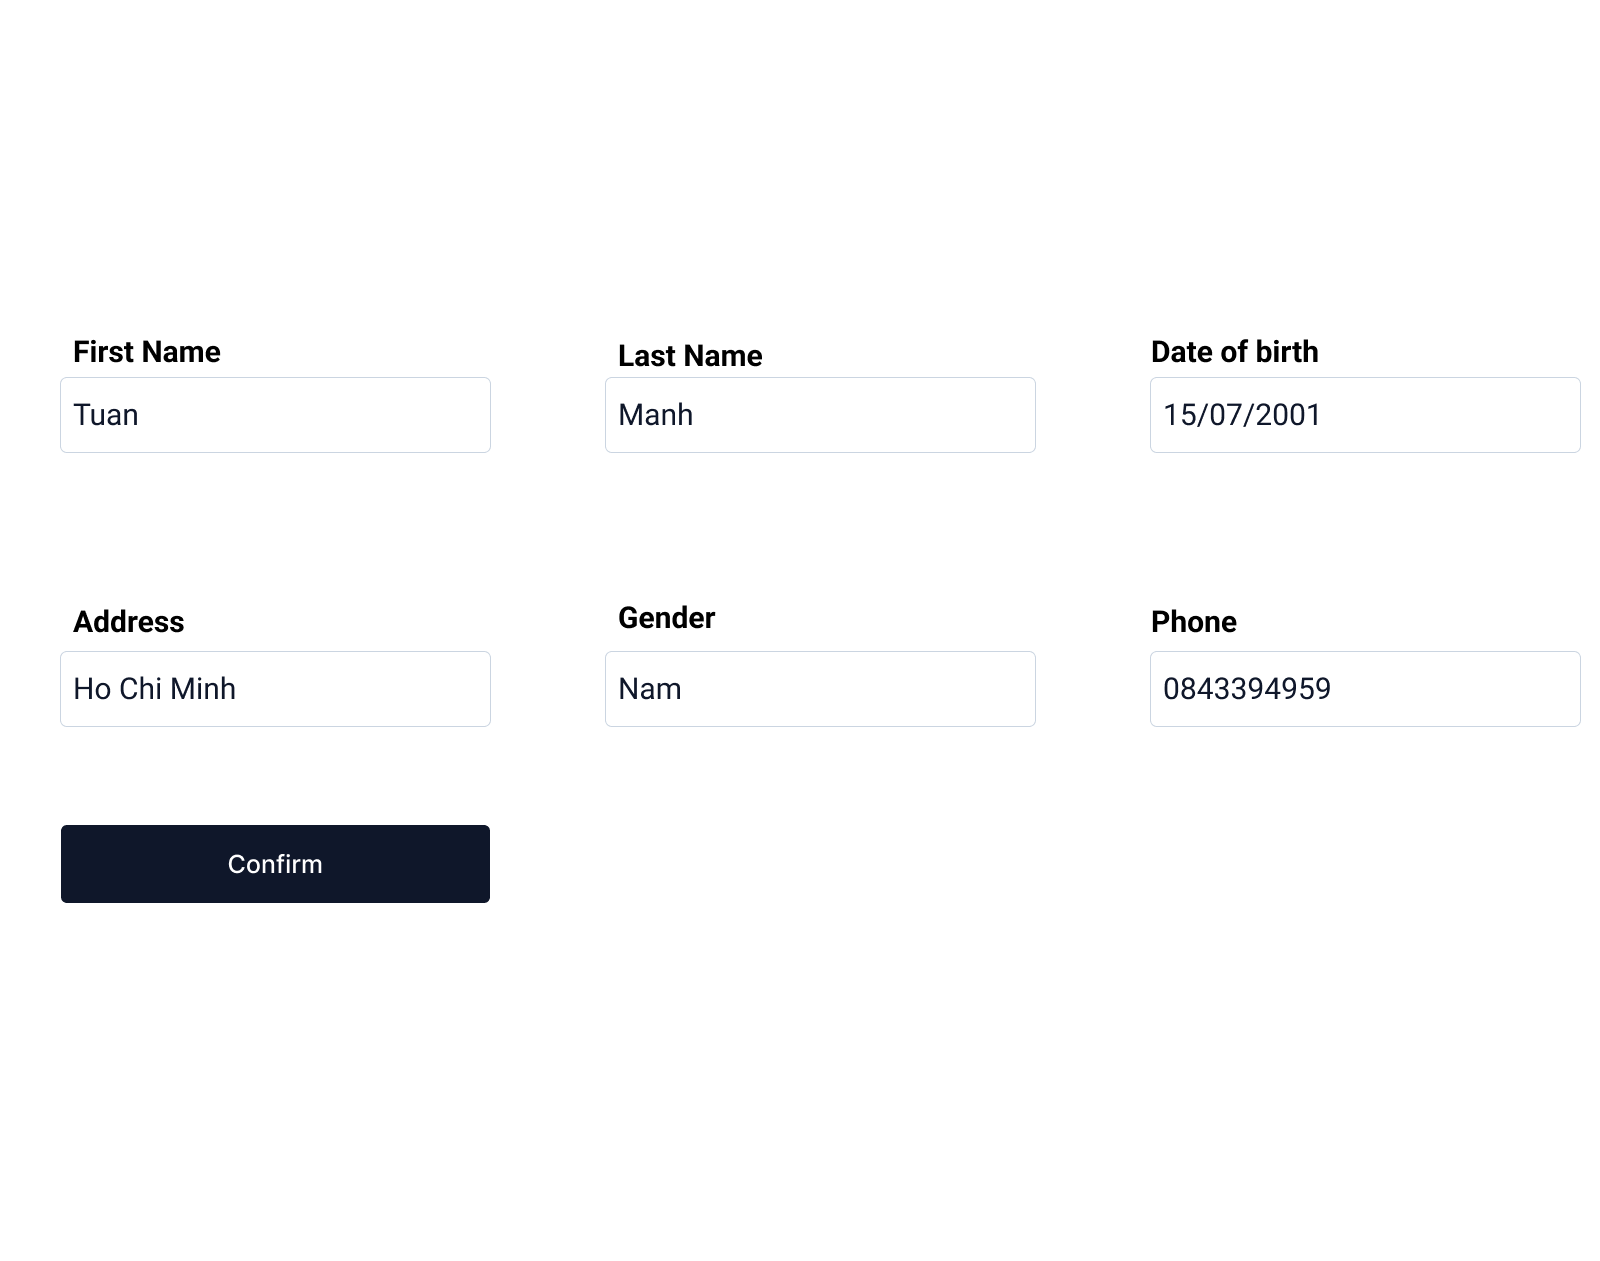 First Name
Last Name
Date of birth
Tuan
Manh
15/07/2001
Address
Gender
Phone
Ho Chi Minh
Nam
0843394959
Confirm